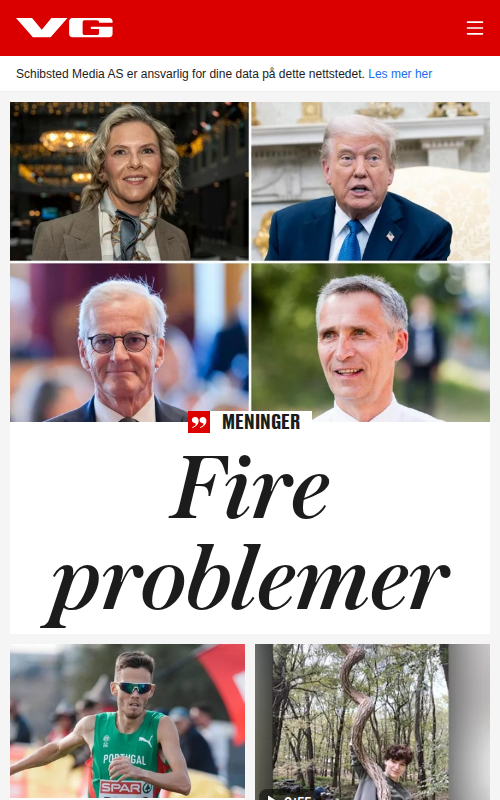 VG
Schibsted Media AS er ansvarlig for dine data på dette nettstedet. Les mer her
MENINGER
Fire
problemer
PORTUGAL
SPAR